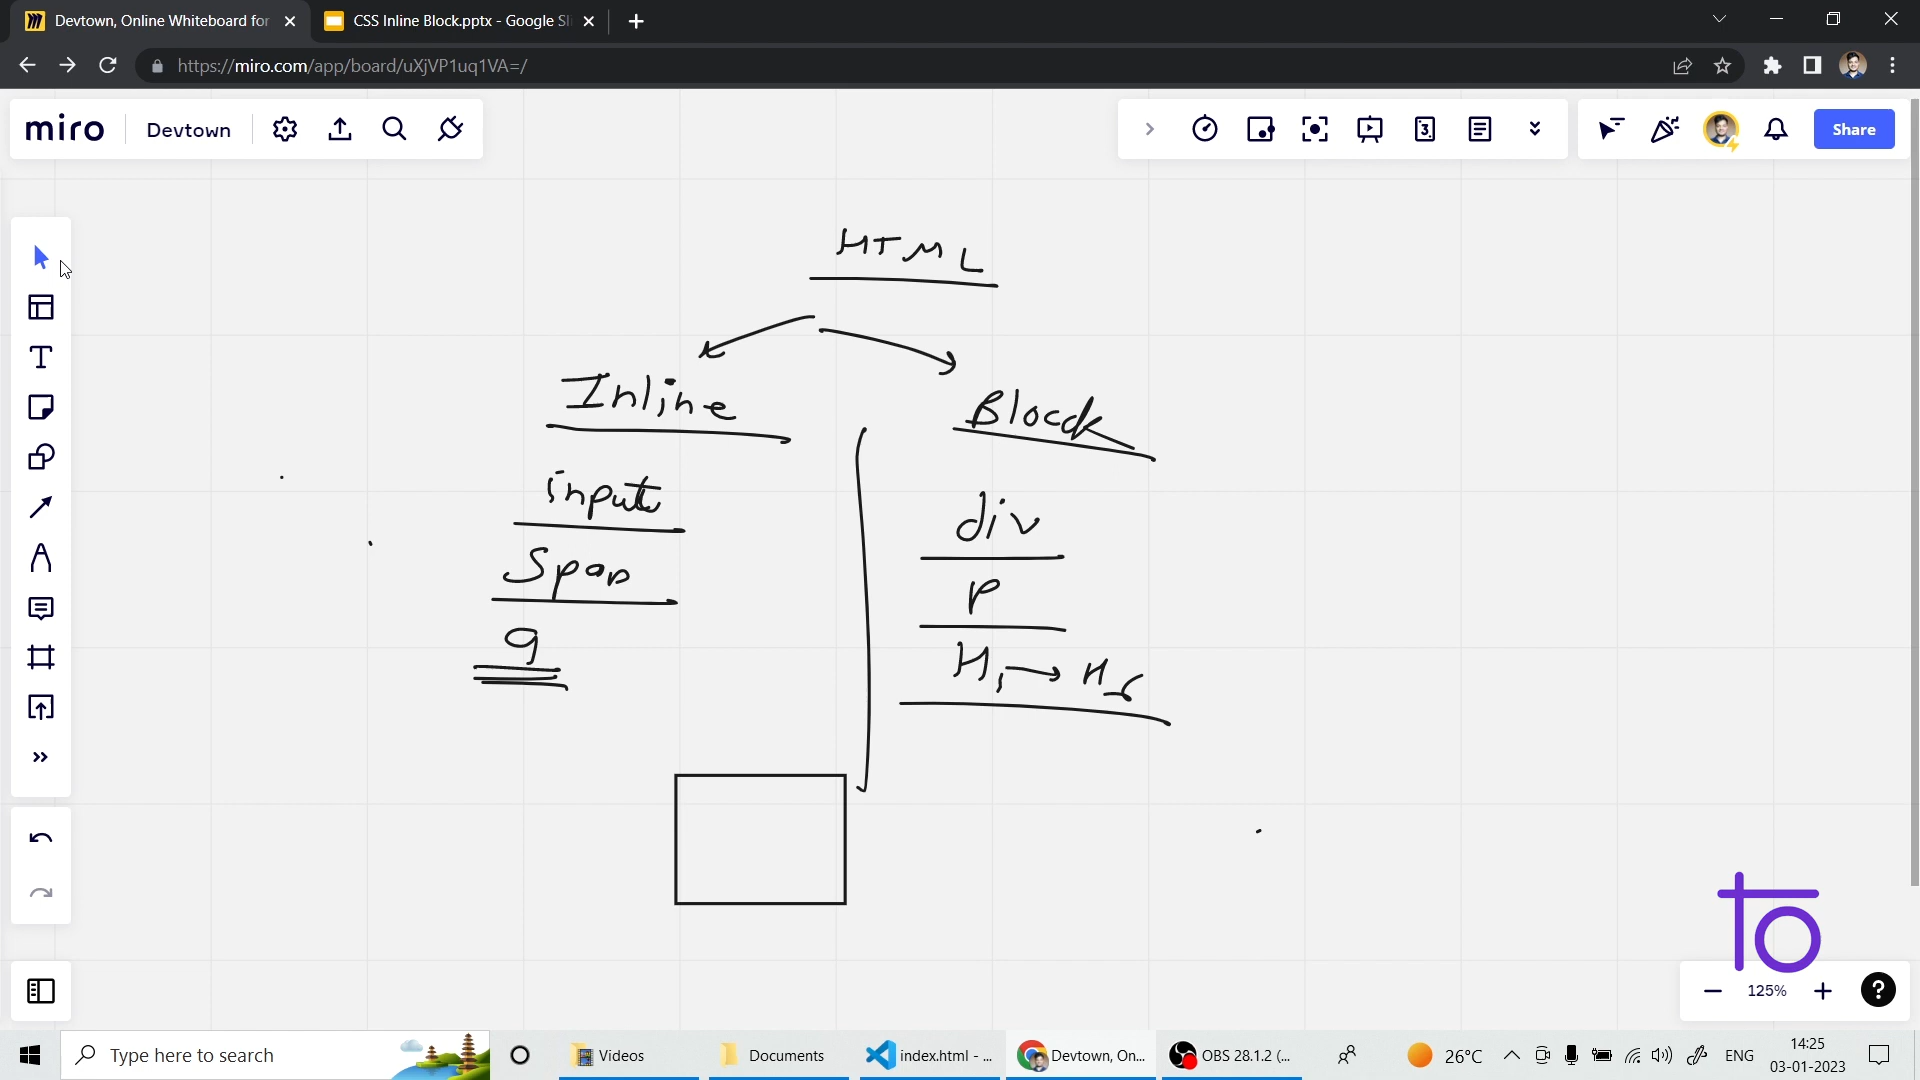 Devtown, Online Whiteboard for
CSS Inline Block.pptx - Google Sl
https://miro.com/app/board/uXjVP1uq1VA=/
miro
Devtown
3
Share
HTML
Inline
Block
input
div
Span
P
a
H1 → H6
to
125%
?
Type here to search
Videos
Documents
index.html - ...
Devtown, On...
OBS 28.1.2 (...
26°C
ENG
14:25
03-01-2023